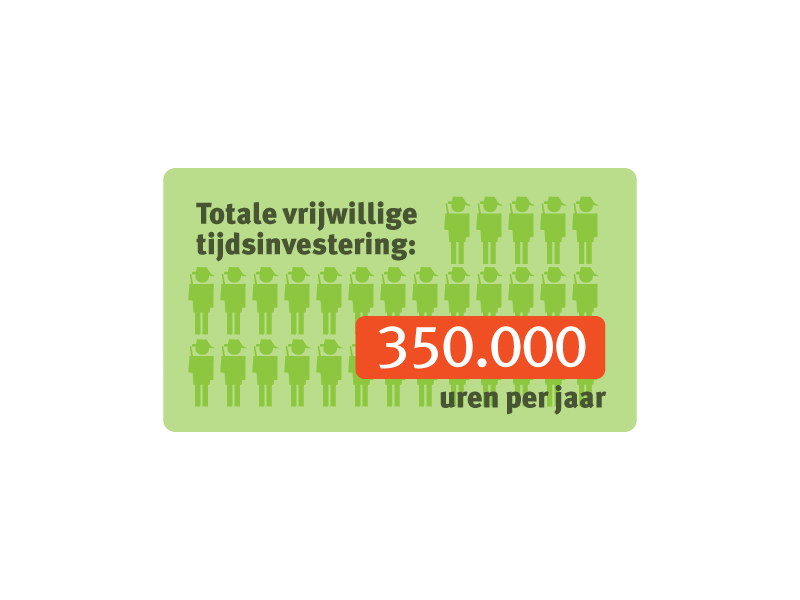 Totale vrijwillige
tijdsinvestering:
350.000
uren per jaar